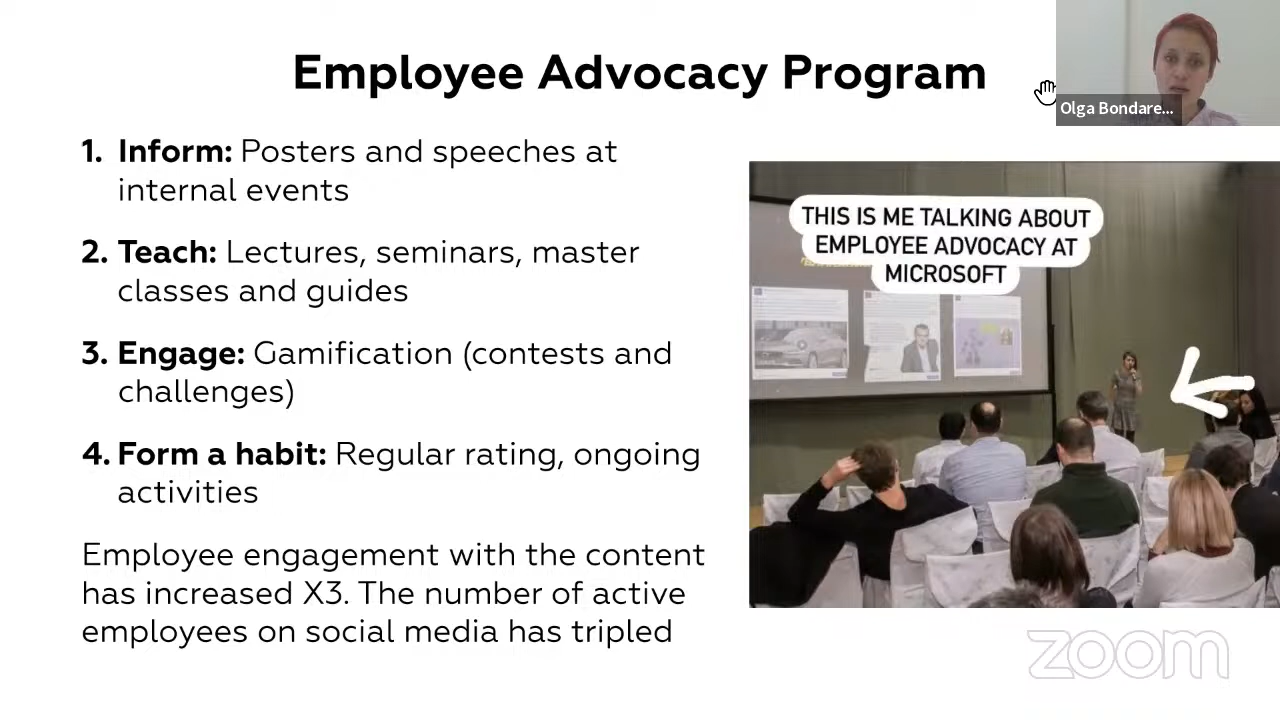 Employee Advocacy Program
Olga Bondare...
1. Inform: Posters and speeches at
internal events
2. Teach: Lectures, seminars, master
classes and guides
3. Engage: Gamification (contests and
challenges)
4. Form a habit: Regular rating, ongoing
activities
Employee engagement with the content
has increased X3. The number of active
employees on social media has tripled
THIS IS ME TALKING ABOUT
EMPLOYEE ADVOCACY AT
MICROSOFT
zoom